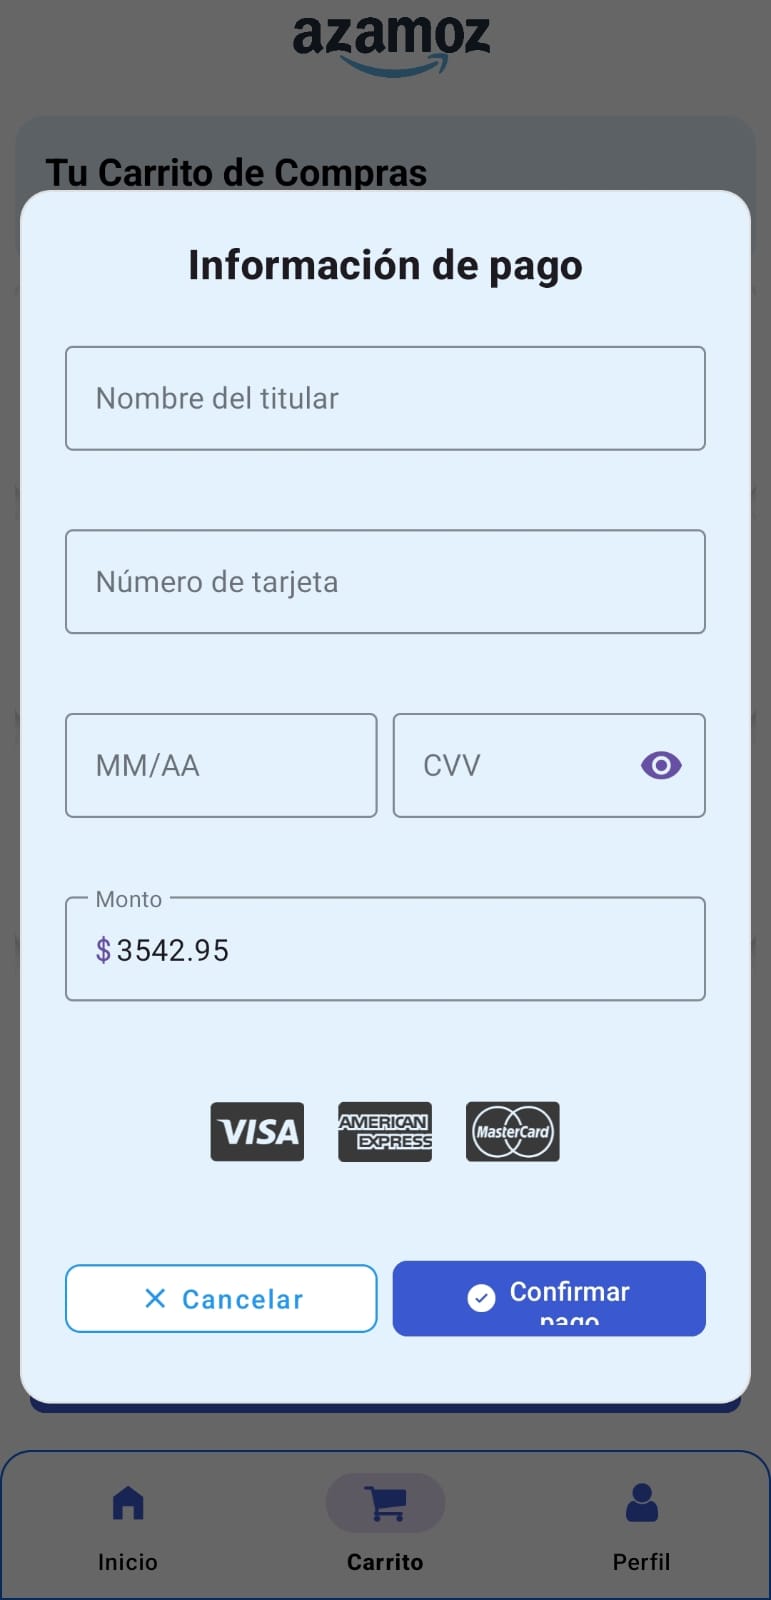 azamoz
Tu Carrito de Compras
Información de pago
Nombre del titular
Número de tarjeta
MM/AA
CVV
Monto
$3542.95
VISA
AMERICAN
EXPRESS
MasterCard
Cancelar
Confirmar
pago
Inicio
Carrito
Perfil